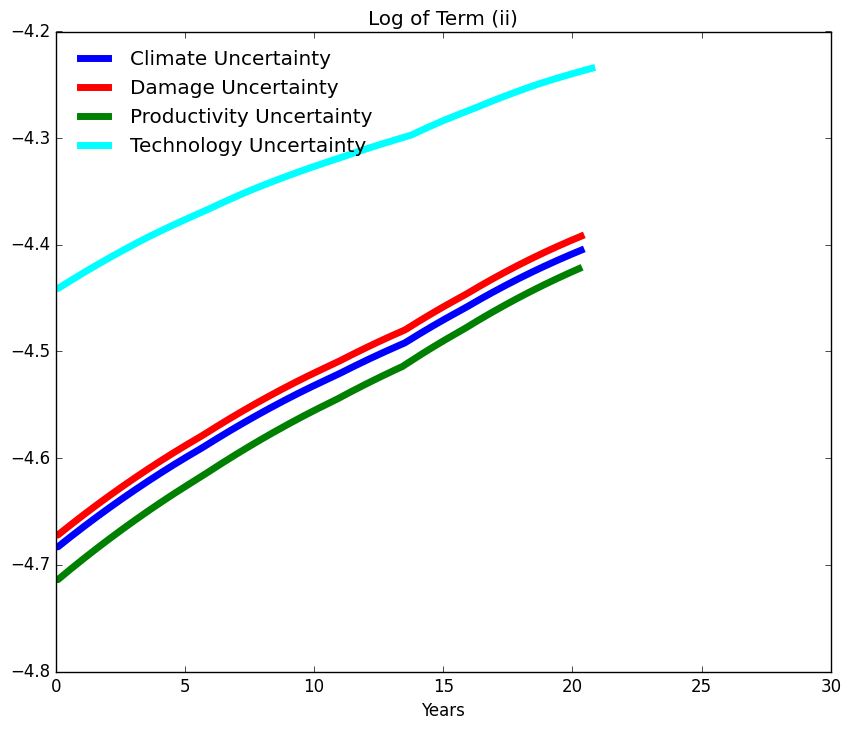 Log of Term (ii)
−4.2
Climate Uncertainty
Damage Uncertainty
Productivity Uncertainty
Technology Uncertainty
−4.3
−4.4
−4.5
−4.6
−4.7
−4.8
0 5 10 15 20 25 30
Years